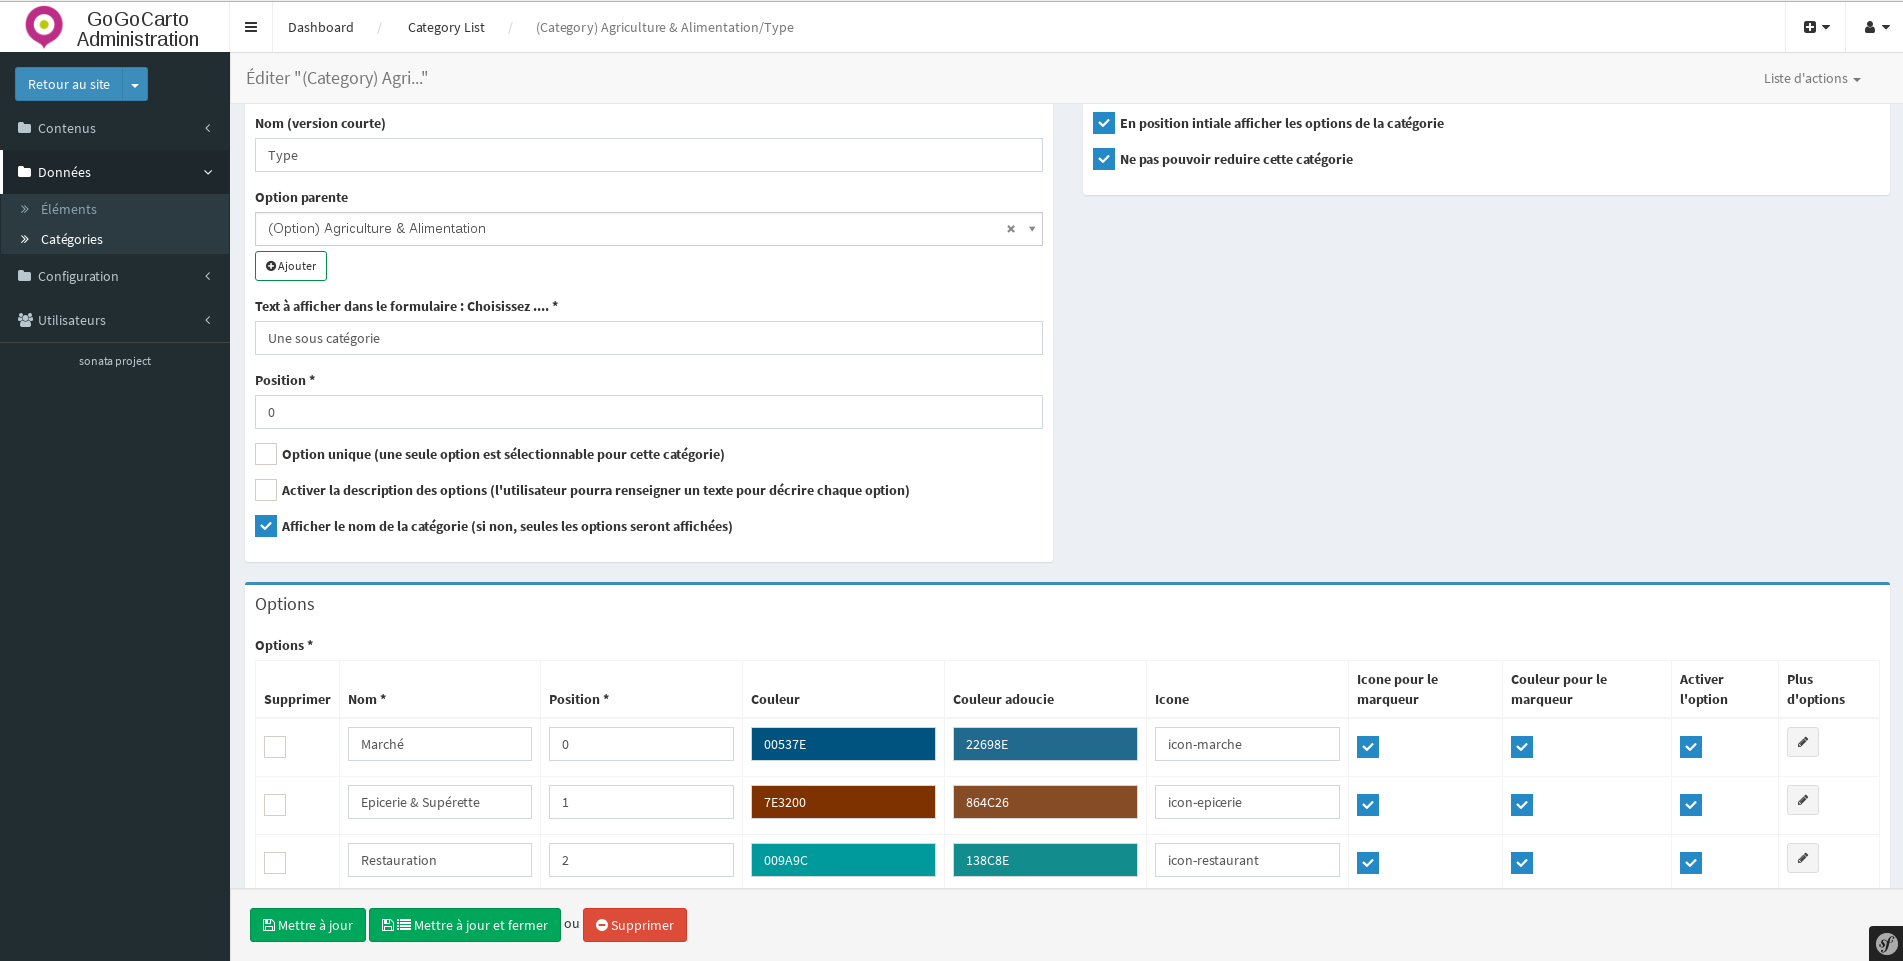 GoGoCarto
Administration
Dashboard / Category List / (Category) Agriculture & Alimentation/Type
Retour au site
Contenus
Données
Éléments
Catégories
Configuration
Utilisateurs
sonata project
Éditer "(Category) Agri..."
Liste d'actions
Nom (version courte)
Type
Option parente
(Option) Agriculture & Alimentation
Ajouter
Text à afficher dans le formulaire : Choisissez .... *
Une sous catégorie
Position *
0
Option unique (une seule option est sélectionnable pour cette catégorie)
Activer la description des options (l'utilisateur pourra renseigner un texte pour décrire chaque option)
Afficher le nom de la catégorie (si non, seules les options seront affichées)
En position intiale afficher les options de la catégorie
Ne pas pouvoir reduire cette catégorie
Options
Options *
Supprimer Nom * Position * Couleur Couleur adoucie Icone Icone pour le marqueur Couleur pour le marqueur Activer l'option Plus d'options
Marché 0 00537E 22698E icon-marche
Epicerie & Supérette 1 7E3200 864C26 icon-epicerie
Restauration 2 009A9C 138C8E icon-restaurant
Mettre à jour Mettre à jour et fermer ou Supprimer
sf